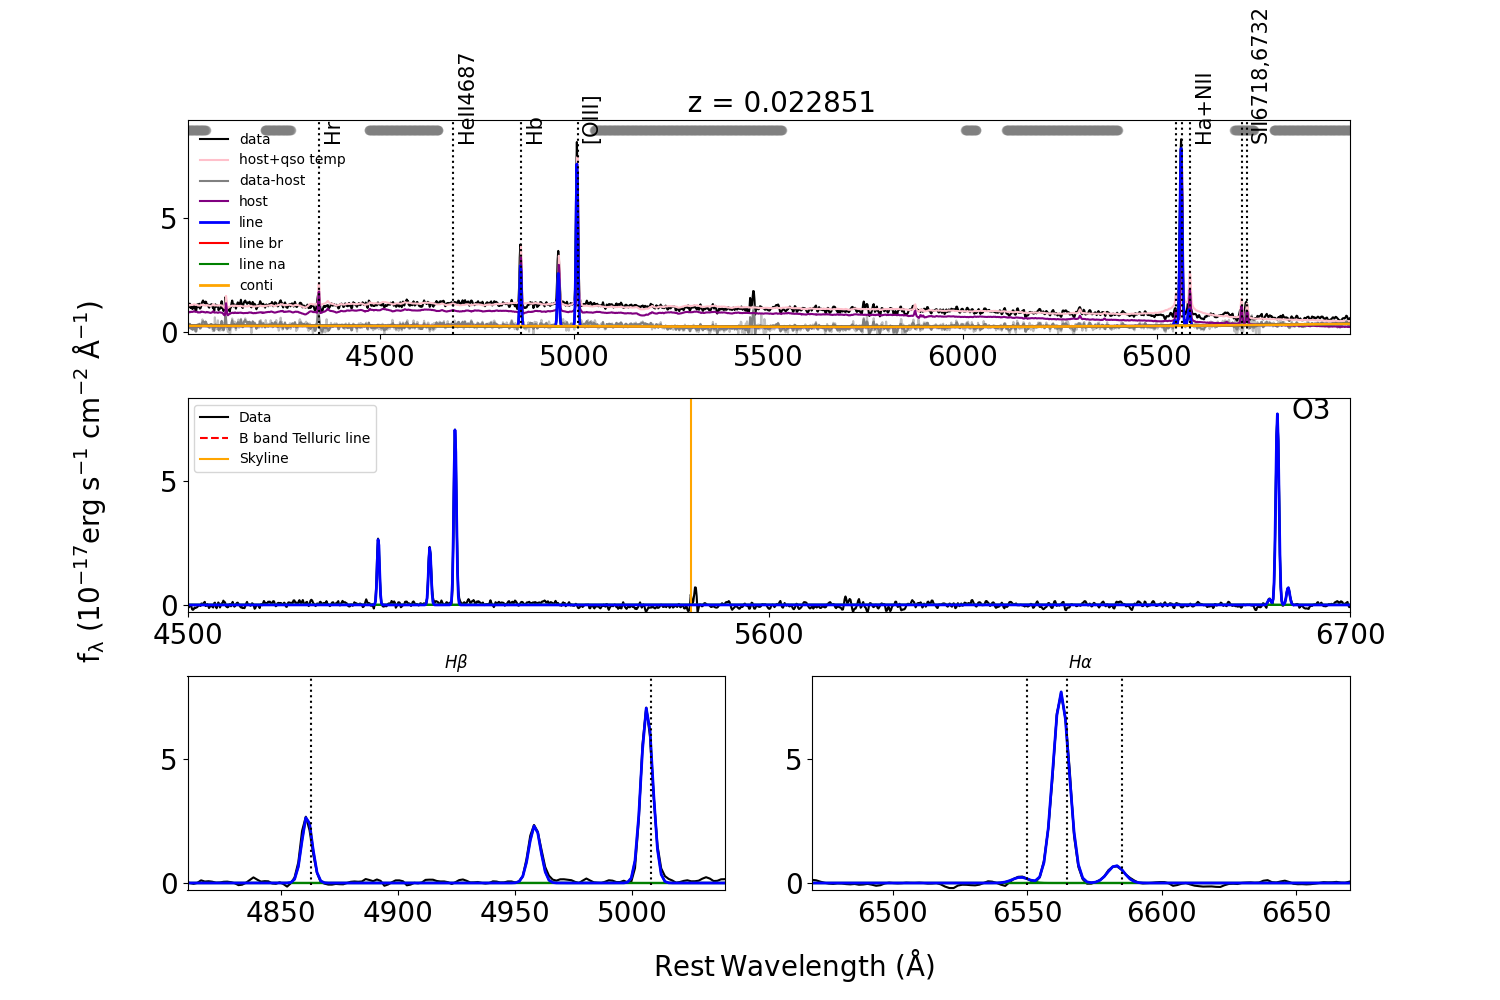 z = 0.022851
Hr
HeII4687
Hb
[OIII]
Ha+NII
SII6718,6732
data
host+qso temp
data-host
host
line
line br
line na
conti
5
0
4500 5000 5500 6000 6500
Data
B band Telluric line
Skyline
O3
5
0
4500 5600 6700
fλ (10⁻¹⁷erg s⁻¹ cm⁻² Å⁻¹)
Hβ
5
0
4850 4900 4950 5000
Hα
5
0
6500 6550 6600 6650
Rest Wavelength (Å)